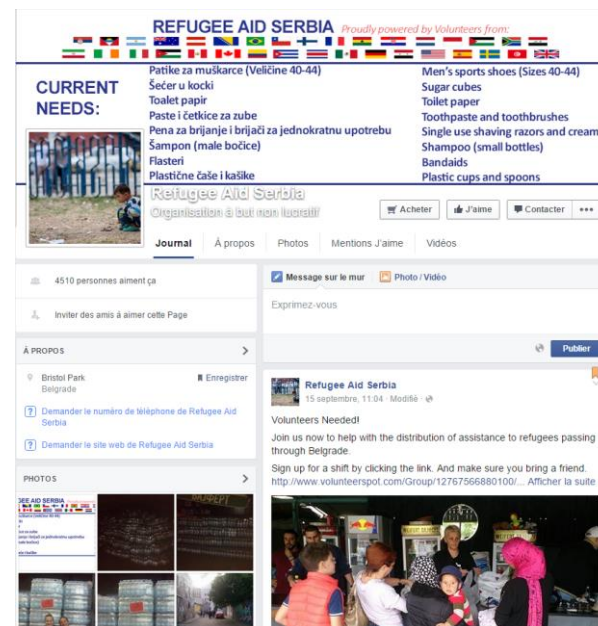 REFUGEE AID SERBIA Proudly powered by Volunteers from:
CURRENT
NEEDS:
Patike za muškarce (Veličine 40-44)
Šećer u kocki
Toalet papir
Paste i četkice za zube
Pena za brijanje i brijači za jednokratnu upotrebu
Šampon (male bočice)
Flasteri
Plastične čaše i kašike
Men's sports shoes (Sizes 40-44)
Sugar cubes
Toilet paper
Toothpaste and toothbrushes
Single use shaving razors and cream
Shampoo (small bottles)
Bandaids
Plastic cups and spoons
Refugee Aid Serbia
Organisation à but non lucratif
Acheter J'aime Contacter
Journal À propos Photos Mentions J'aime Vidéos
4510 personnes aiment ça
Inviter des amis à aimer cette Page
À PROPOS
Bristol Park
Belgrade
Enregistrer
Demander le numéro de téléphone de Refugee Aid
Serbia
Demander le site web de Refugee Aid Serbia
PHOTOS
Message sur le mur Photo / Vidéo
Exprimez-vous
Publier
Refugee Aid Serbia
15 septembre, 11:04 · Modifié ·
Volunteers Needed!
Join us now to help with the distribution of assistance to refugees passing
through Belgrade.
Sign up for a shift by clicking the link. And make sure you bring a friend.
http://www.volunteerspot.com/Group/12767566880100/... Afficher la suite